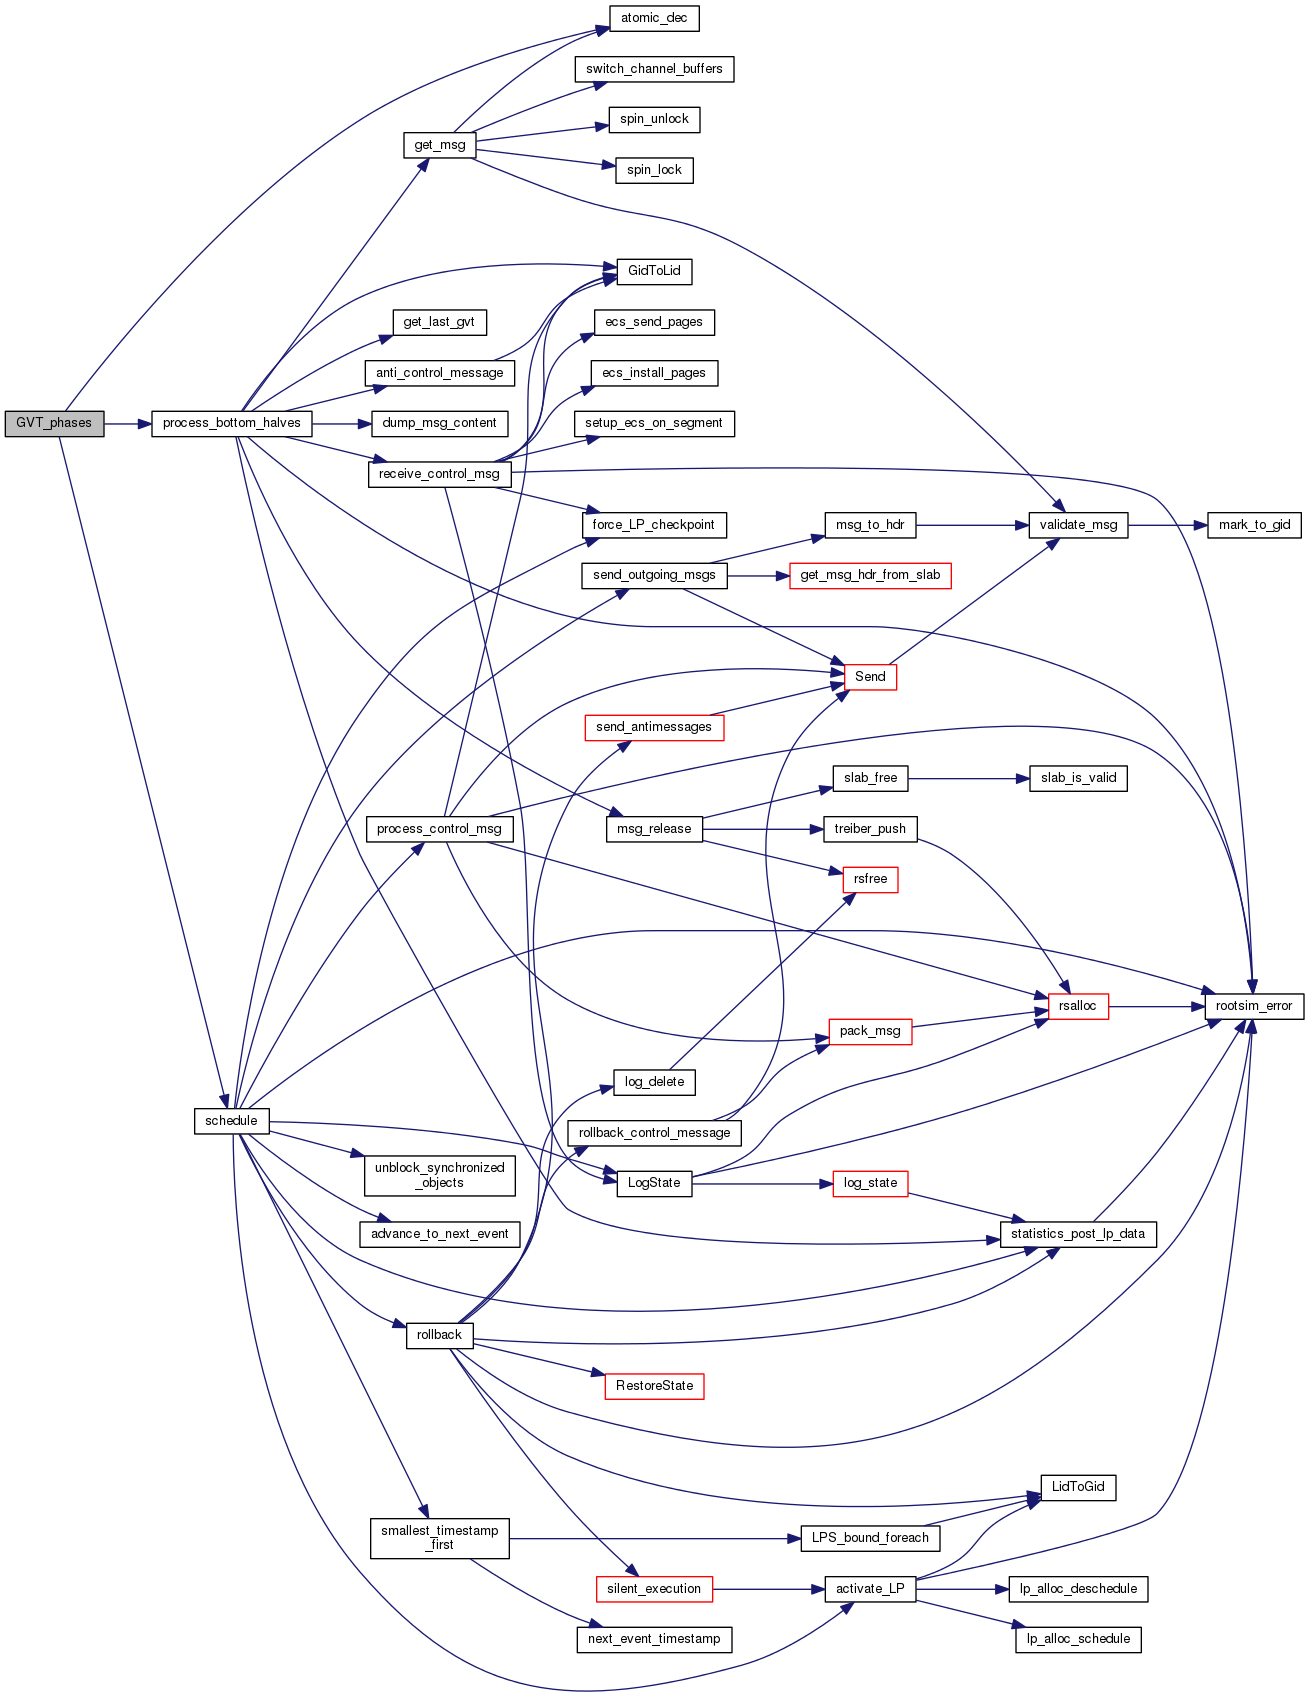 atomic_dec
switch_channel_buffers
spin_unlock
get_msg
spin_lock
GidToLid
get_last_gvt
ecs_send_pages
anti_control_message
ecs_install_pages
GVT_phases
process_bottom_halves
dump_msg_content
setup_ecs_on_segment
receive_control_msg
force_LP_checkpoint
msg_to_hdr
validate_msg
mark_to_gid
send_outgoing_msgs
get_msg_hdr_from_slab
Send
send_antimessages
slab_free
slab_is_valid
process_control_msg
msg_release
treiber_push
rsfree
rsalloc
rootsim_error
pack_msg
log_delete
schedule
rollback_control_message
unblock_synchronized
_objects
LogState
log_state
advance_to_next_event
statistics_post_lp_data
rollback
RestoreState
LidToGid
smallest_timestamp
_first
LPS_bound_foreach
silent_execution
activate_LP
lp_alloc_deschedule
next_event_timestamp
lp_alloc_schedule